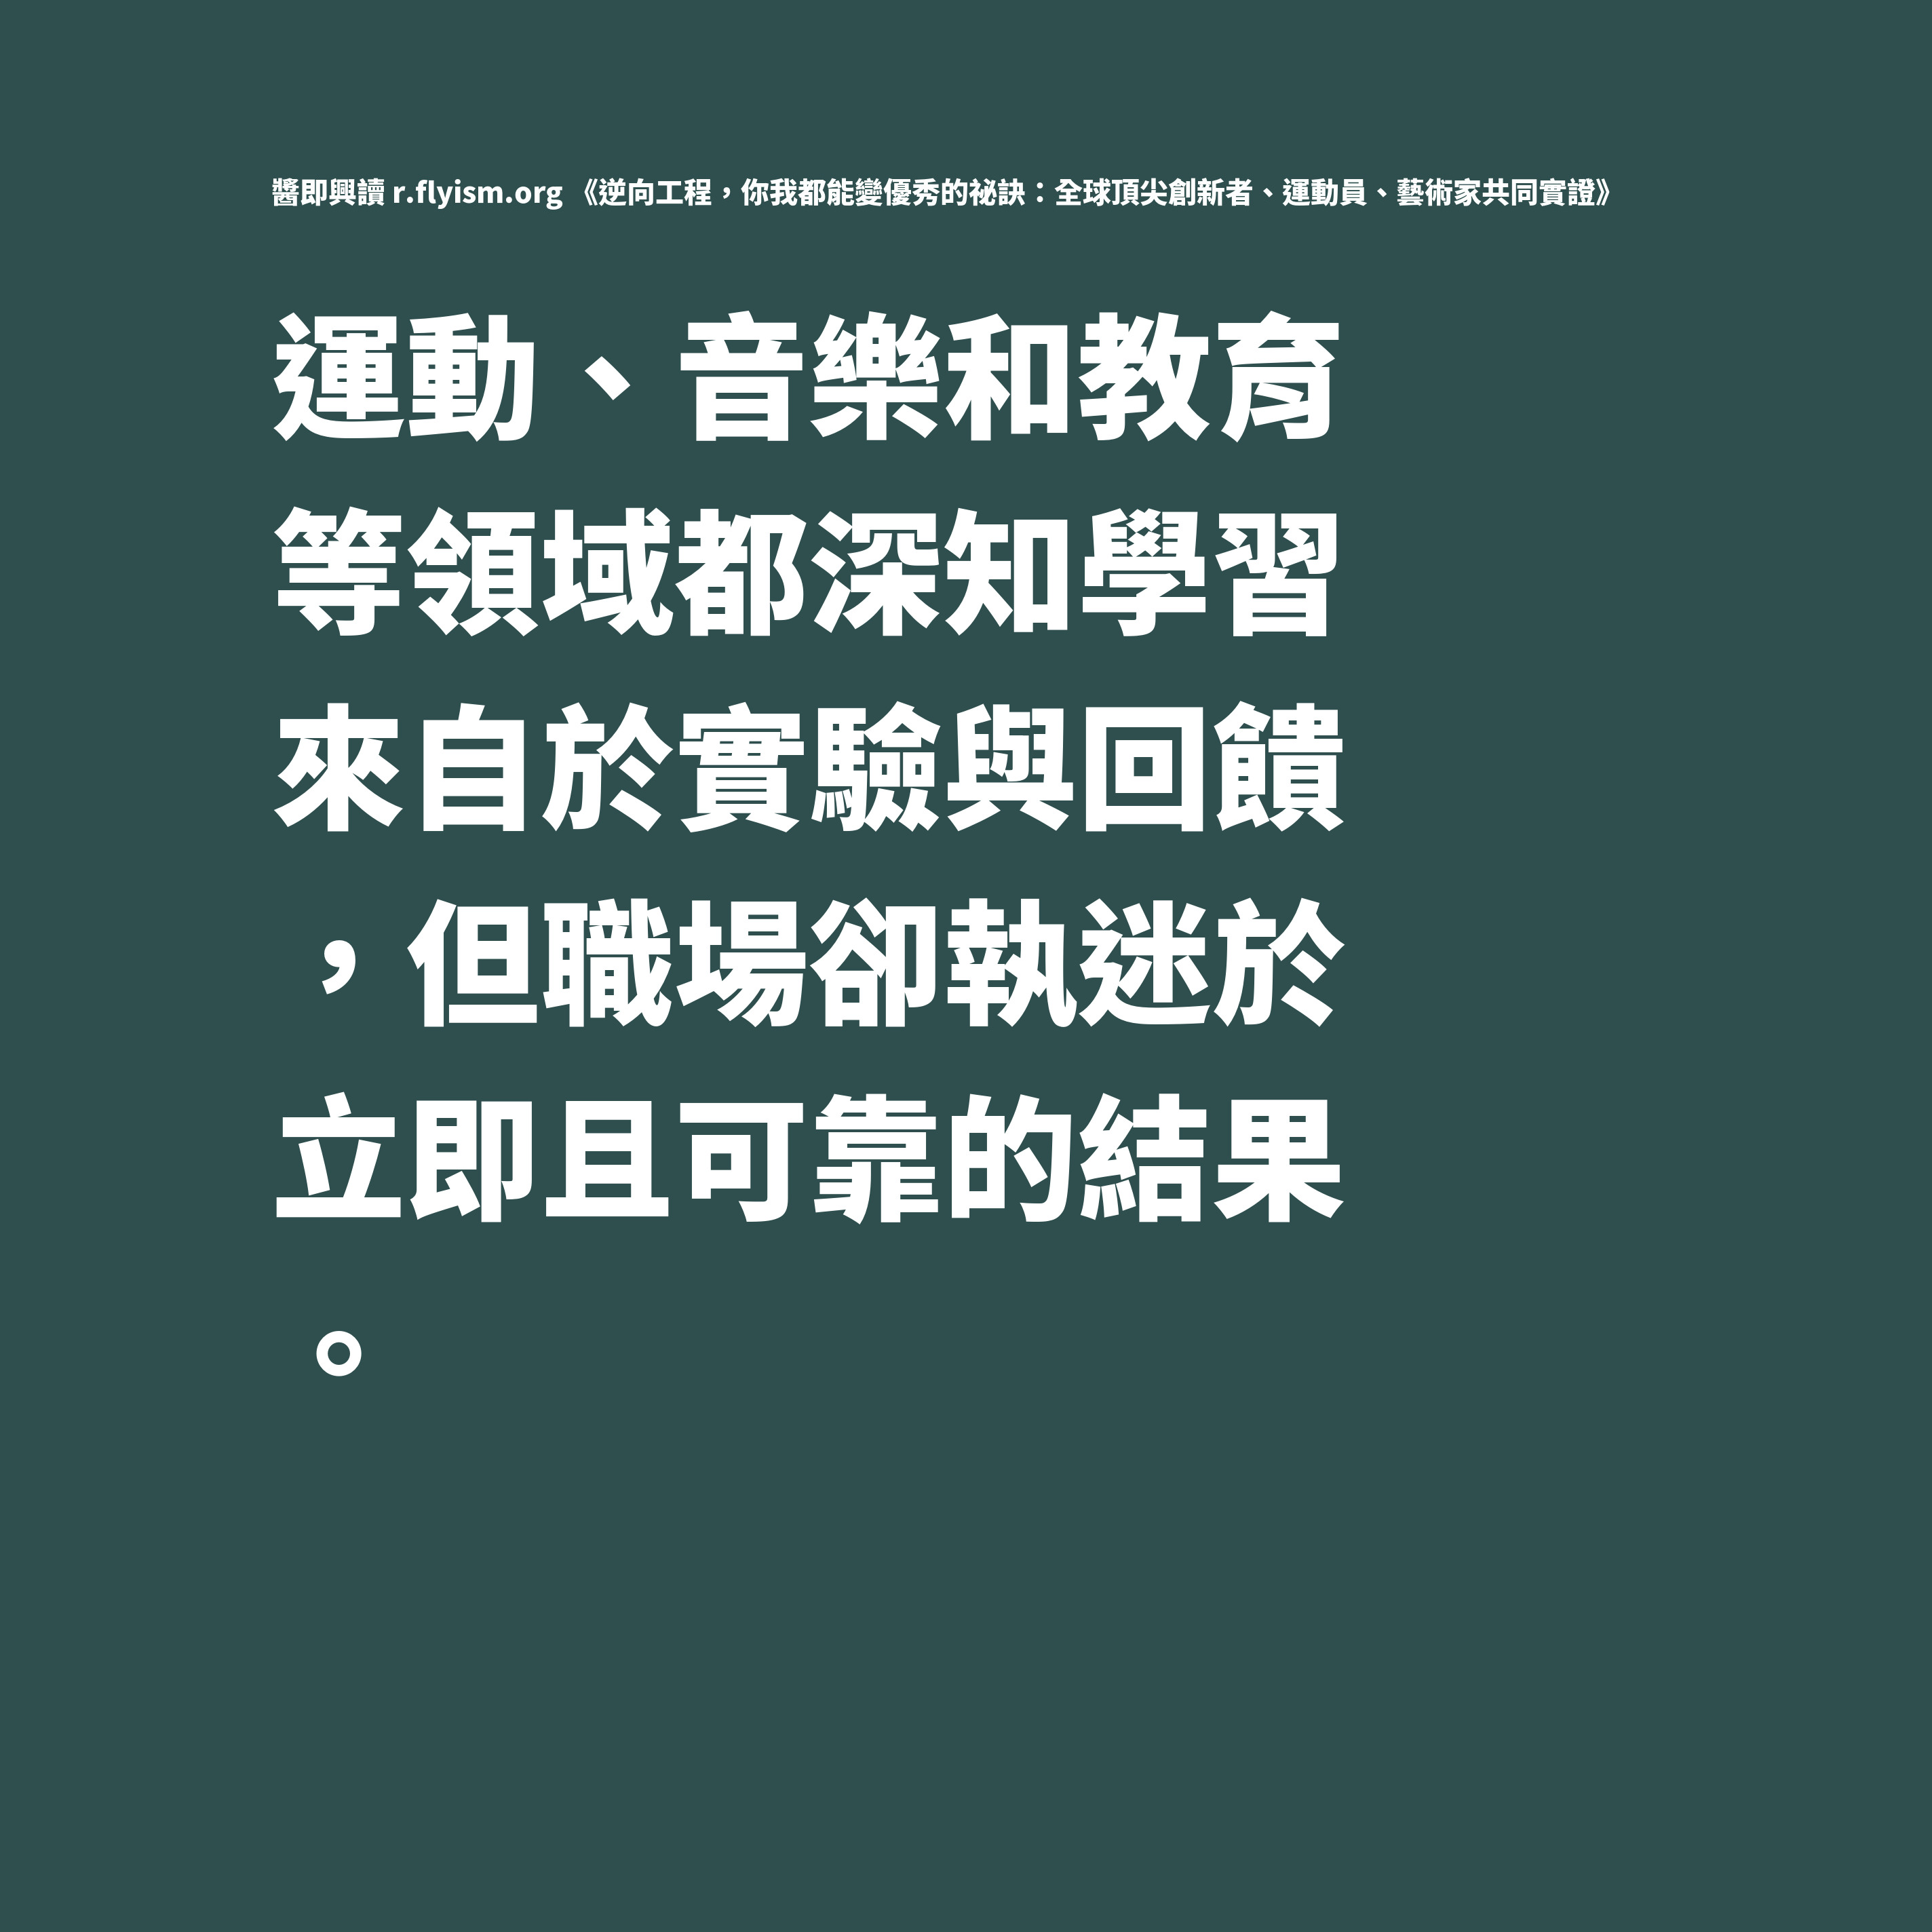 醬即興讀 r.flyism.org《逆向工程，你我都能變優秀的祕訣：全球頂尖創新者、運動員、藝術家共同實證》
運動、音樂和教育
等領域都深知學習
來自於實驗與回饋
，但職場卻執迷於
立即且可靠的結果
。